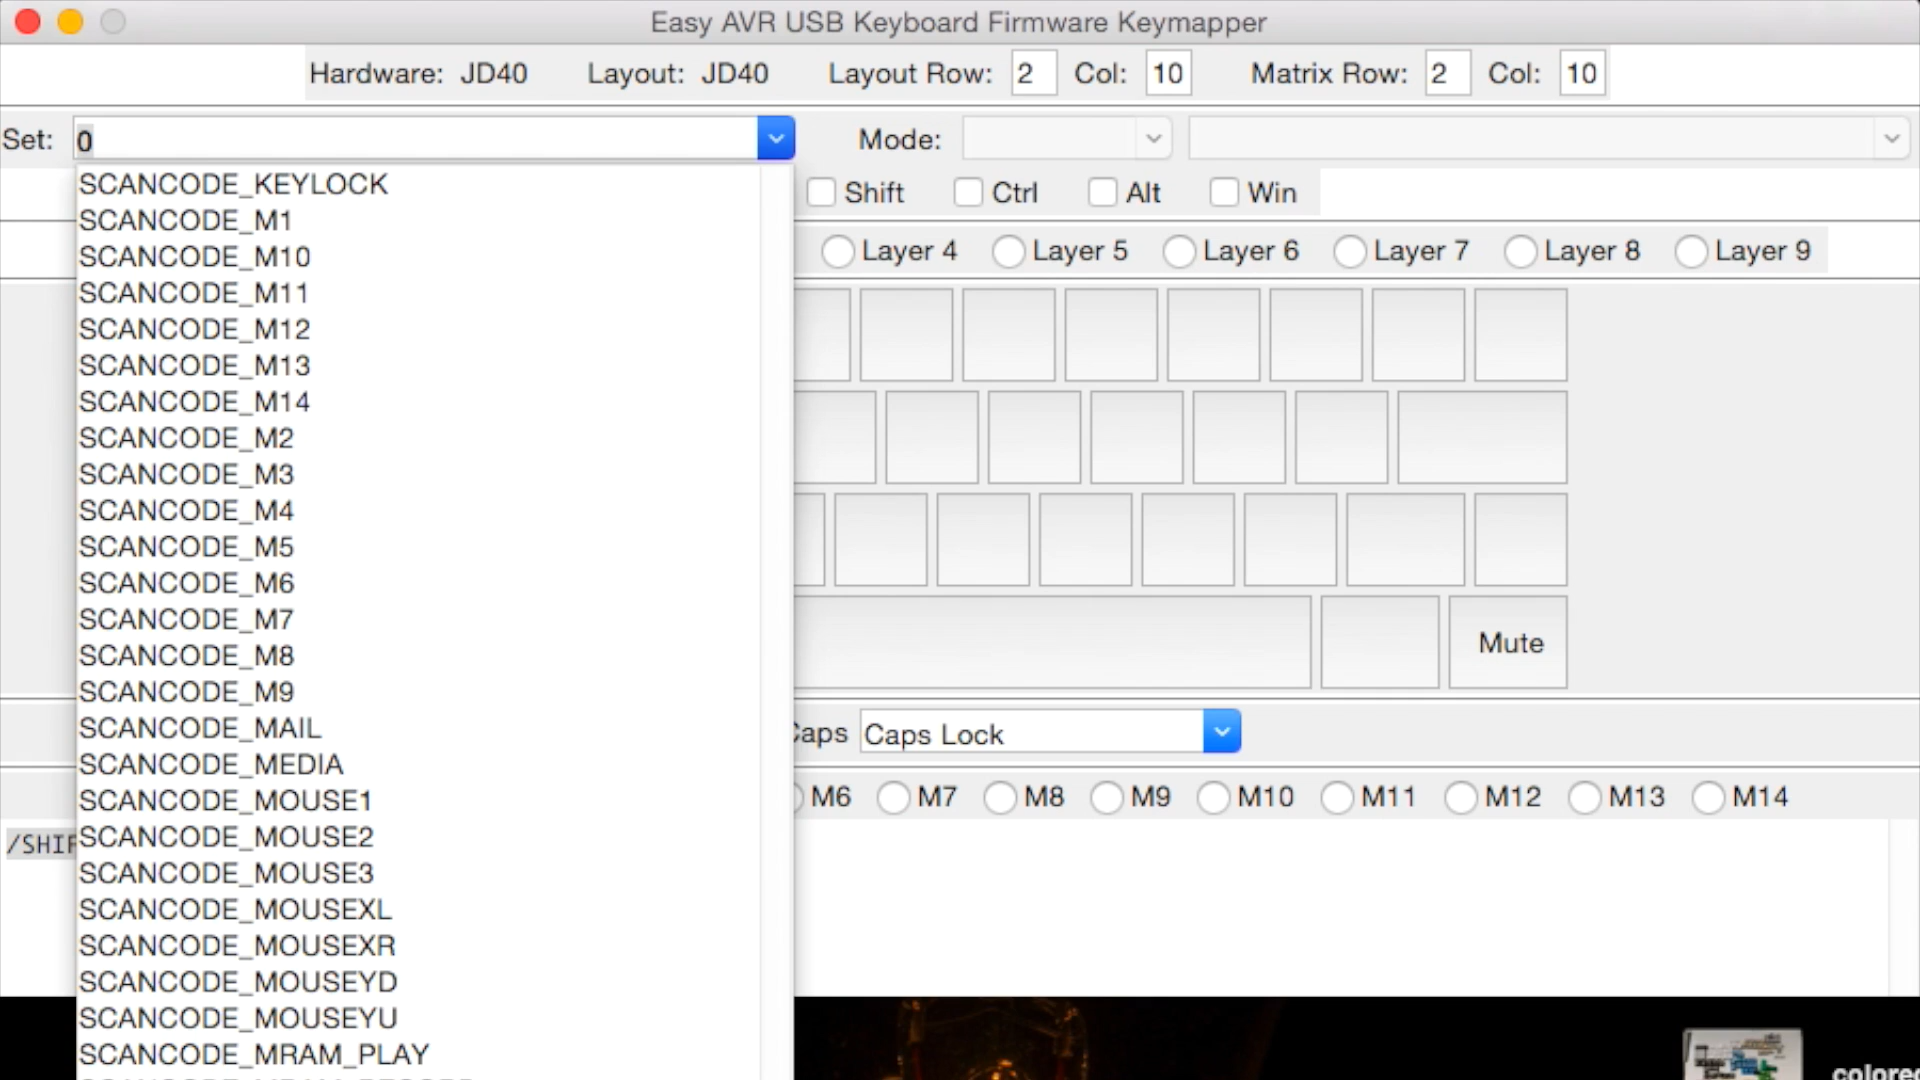 Easy AVR USB Keyboard Firmware Keymapper
Hardware: JD40 Layout: JD40 Layout Row: 2 Col: 10 Matrix Row: 2 Col: 10
Set: 0 Mode:
Shift Ctrl Alt Win
Layer 4 Layer 5 Layer 6 Layer 7 Layer 8 Layer 9
SCANCODE_KEYLOCK
SCANCODE_M1
SCANCODE_M10
SCANCODE_M11
SCANCODE_M12
SCANCODE_M13
SCANCODE_M14
SCANCODE_M2
SCANCODE_M3
SCANCODE_M4
SCANCODE_M5
SCANCODE_M6
SCANCODE_M7
SCANCODE_M8
SCANCODE_M9
SCANCODE_MAIL
SCANCODE_MEDIA
SCANCODE_MOUSE1
SCANCODE_MOUSE2
SCANCODE_MOUSE3
SCANCODE_MOUSEXL
SCANCODE_MOUSEXR
SCANCODE_MOUSEYD
SCANCODE_MOUSEYU
SCANCODE_MRAM_PLAY
Mute
Caps Caps Lock
M6 M7 M8 M9 M10 M11 M12 M13 M14
/SHIF